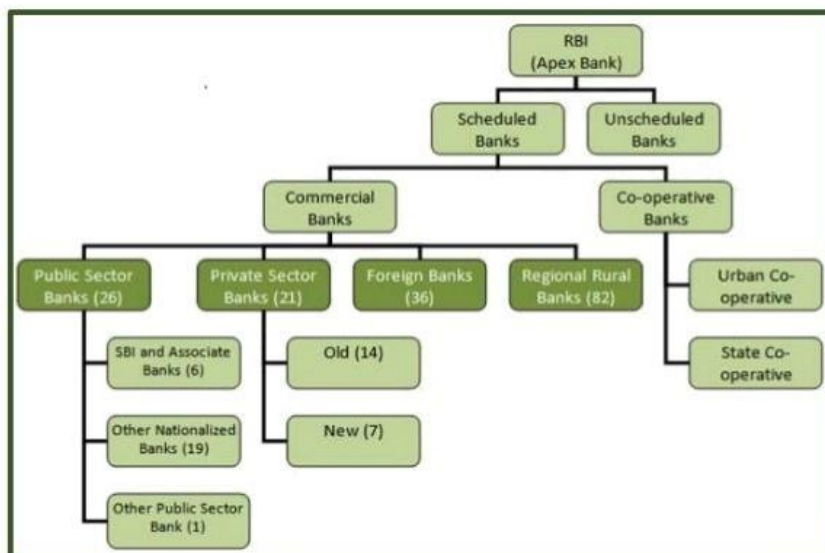 RBI
(Apex Bank)
Scheduled
Banks
Unscheduled
Banks
Commercial
Banks
Co-operative
Banks
Public Sector
Banks (26)
Private Sector
Banks (21)
Foreign Banks
(36)
Regional Rural
Banks (82)
Urban Co-
operative
SBI and Associate
Banks (6)
Old (14)
State Co-
operative
Other Nationalized
Banks (19)
New (7)
Other Public Sector
Bank (1)